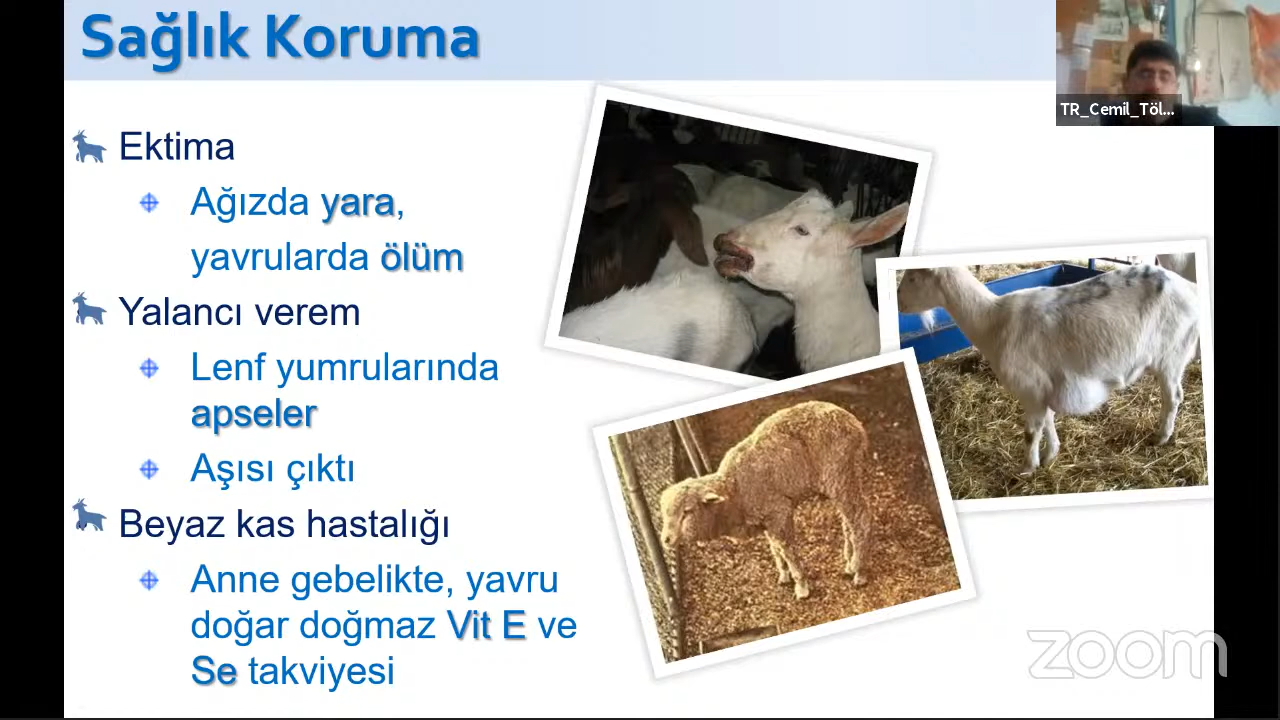 Sağlık Koruma
TR_Cemil_Töl...
Ektima
Ağızda yara,
yavrularda ölüm
Yalancı verem
Lenf yumrularında
apseler
Aşısı çıktı
Beyaz kas hastalığı
Anne gebelikte, yavru
doğar doğmaz Vit E ve
Se takviyesi
zoom